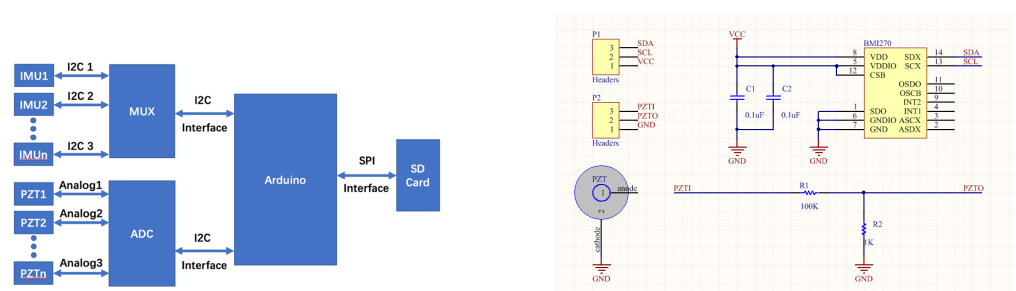 IMU1
I2C 1
IMU2
I2C 2
IMUn
I2C 3
MUX
I2C
Interface
PZT1
Analog1
PZT2
Analog2
PZTn
Analog3
ADC
I2C
Interface
Arduino
SPI
Interface
SD
Card
P1
3 SDA
2 SCL
1 VCC
Headers
P2
3 PZTI
2 PZTO
1 GND
Headers
PZT
1
anode
2
cathode
GND
VCC
C1
0.1uF
C2
0.1uF
GND
GND
BMI270
8 VDD
5 VDDIO
12 CSB
1 SDO
6 GNDIO
7 GND
SDX 14 SDA
SCX 13 SCL
OSDO 11
OSCB 10
INT2 9
INT1 4
ASCX 3
ASDX 2
PZTI
R1
100K
PZTO
R2
1K
GND